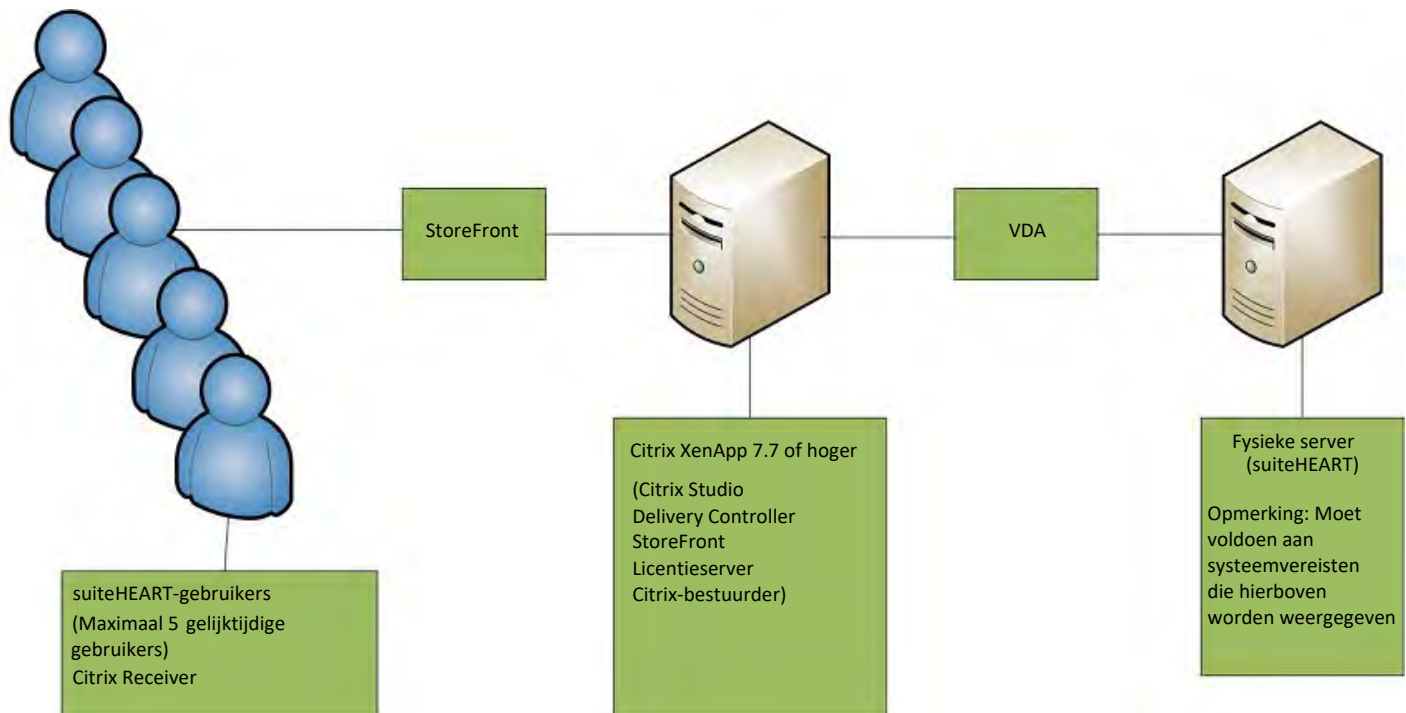 StoreFront
VDA
suiteHEART-gebruikers
(Maximaal 5 gelijktijdige
gebruikers)
Citrix Receiver
Citrix XenApp 7.7 of hoger
(Citrix Studio
Delivery Controller
StoreFront
Licentieserver
Citrix-bestuurder)
Fysieke server
(suiteHEART)
Opmerking: Moet
voldoen aan
systeemvereisten
die hierboven
worden weergegeven